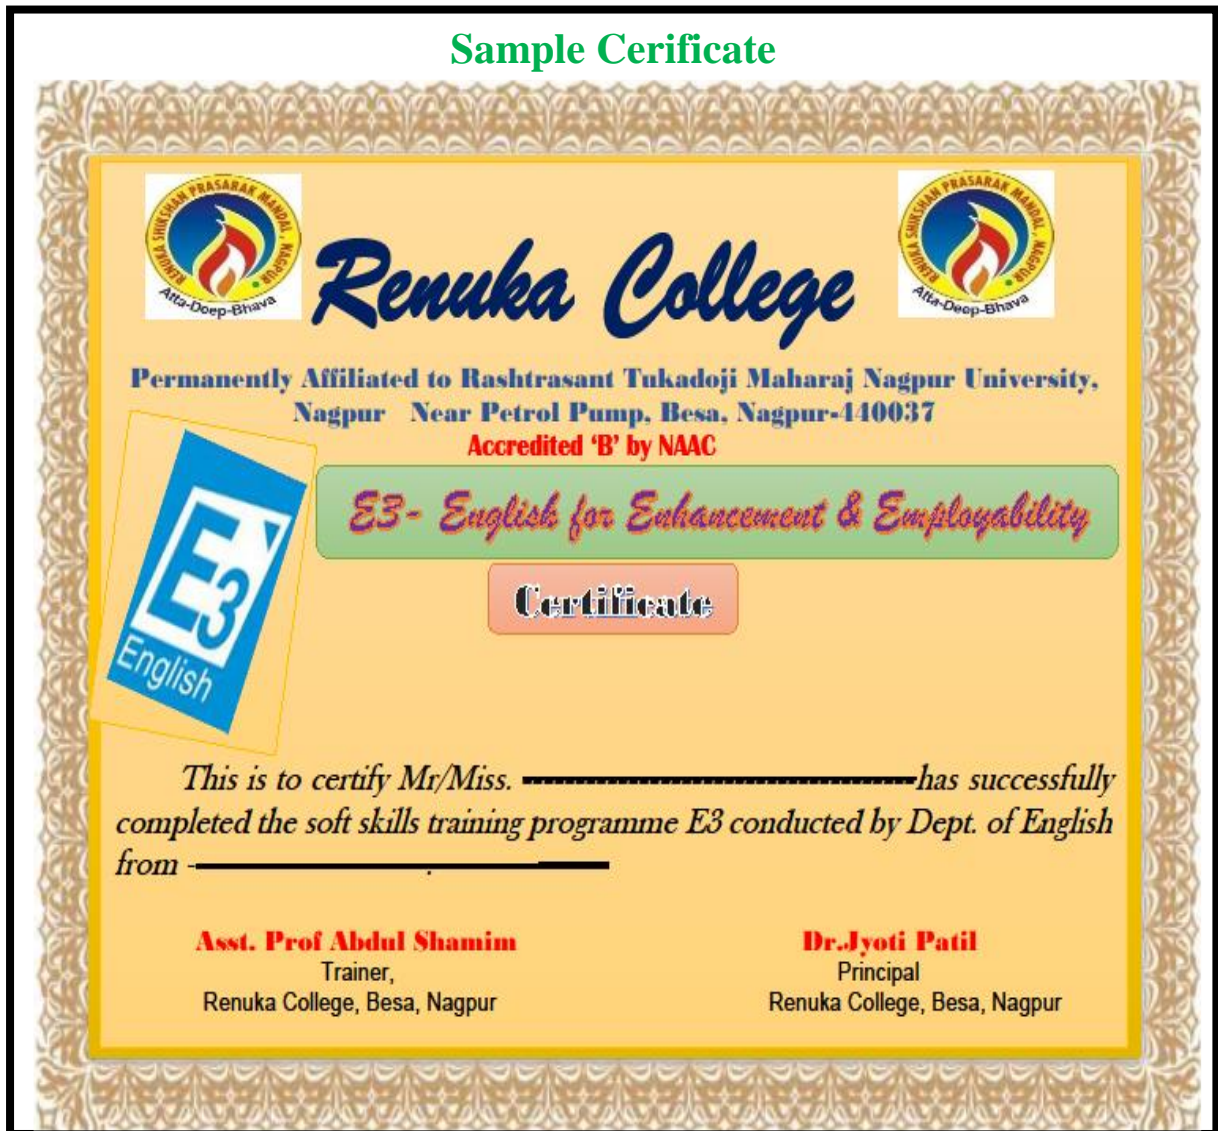 Sample Cerificate
RENUKA SHIKSHAN PRASARAK MANDAL, NAGPUR
Atta-Deep-Bhava
RENUKA SHIKSHAN PRASARAK MANDAL, NAGPUR
Atta-Deep-Bhava
Renuka College
Permanently Affiliated to Rashtrasant Tukadoji Maharaj Nagpur University,
Nagpur Near Petrol Pump, Besa, Nagpur-440037
Accredited ‘B’ by NAAC
E3- English for Enhancement & Employability
E3
English
Certificate
This is to certify Mr/Miss. has successfully
completed the soft skills training programme E3 conducted by Dept. of English
from - .
Asst. Prof Abdul Shamim
Trainer,
Renuka College, Besa, Nagpur
Dr.Jyoti Patil
Principal
Renuka College, Besa, Nagpur